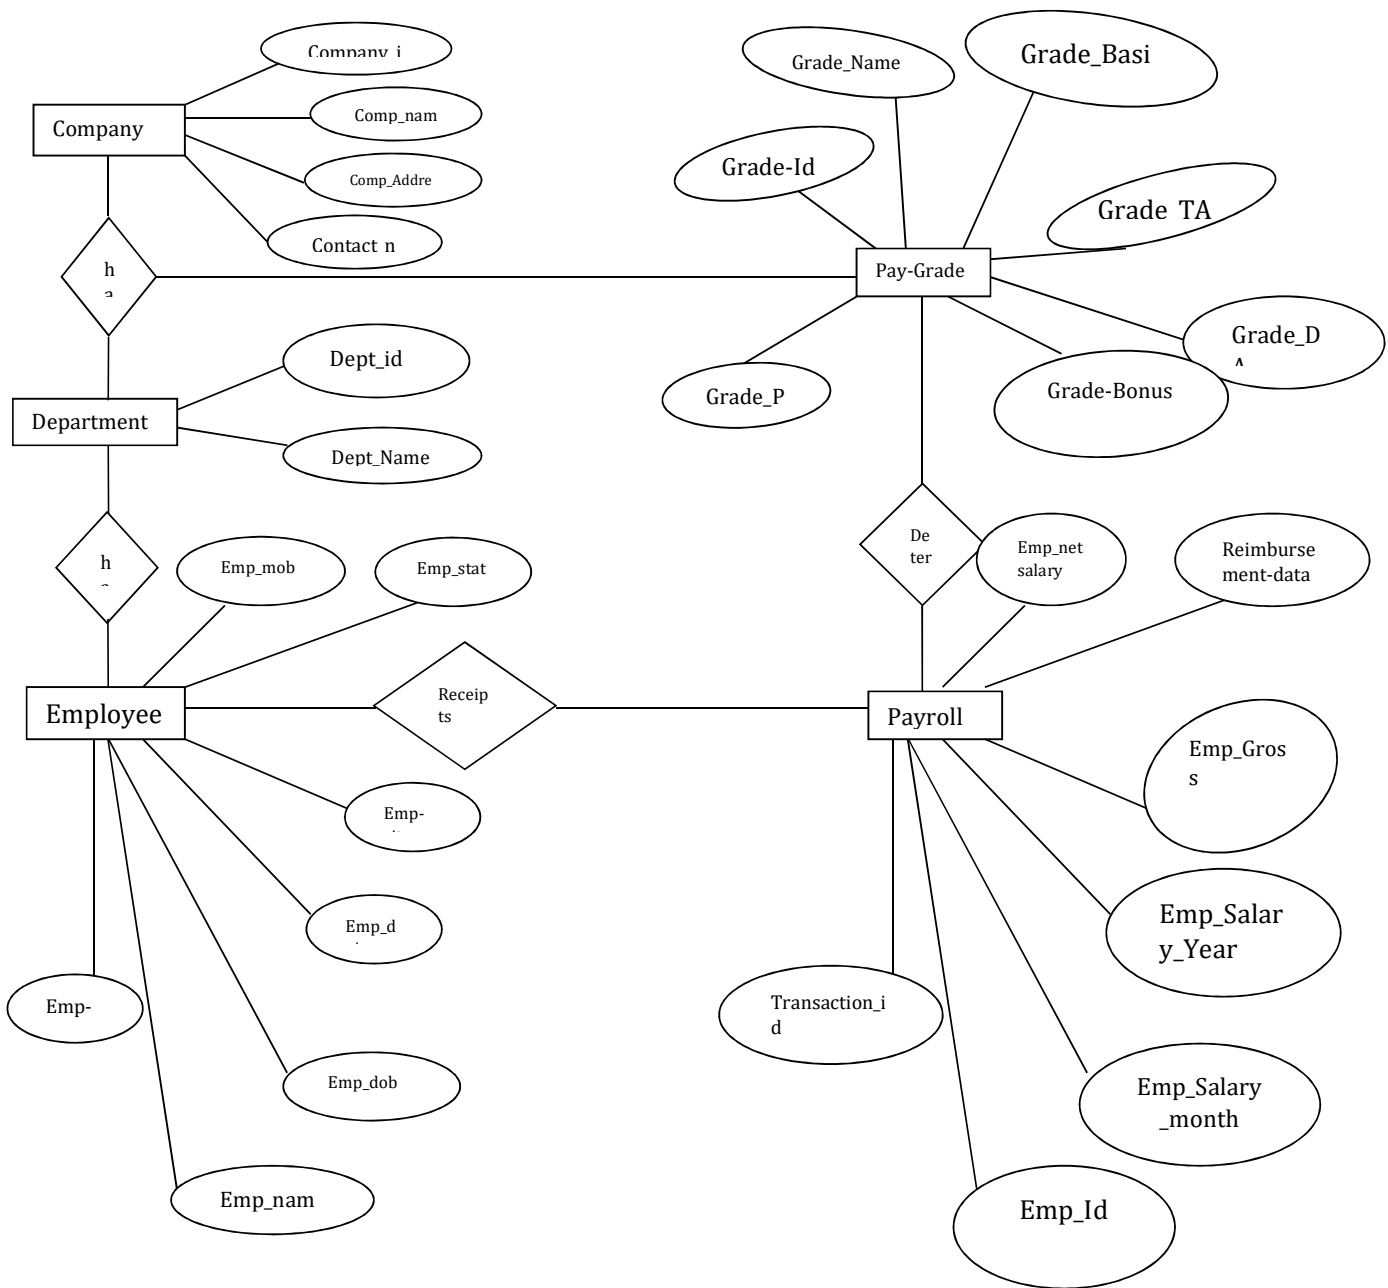 Company_i
Grade_Name
Grade_Basi
Company
Comp_nam
Grade-Id
Comp_Addre
Grade TA
Contact n
h
a
Pay-Grade
Dept_id
Grade_D
A
Grade-Bonus
Grade_P
Department
Dept_Name
De
ter
Emp_net
salary
Reimburse
ment-data
h
Emp_mob
Emp_stat
Employee
Receip
ts
Payroll
Emp_Gros
s
Emp-
Emp_d
Emp_Salar
y_Year
Emp-
Transaction_i
d
Emp_dob
Emp_Salary
_month
Emp_nam
Emp_Id